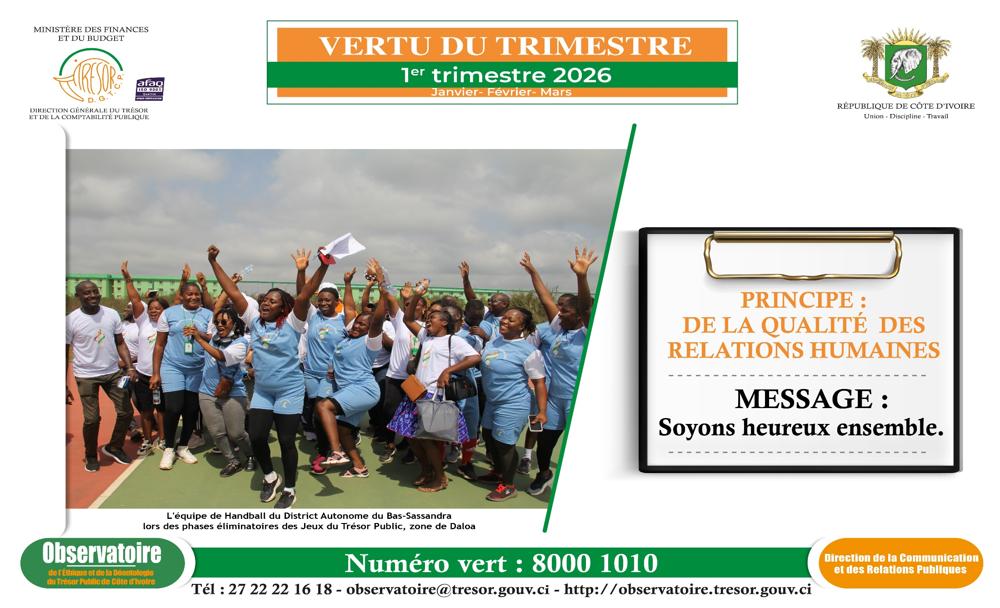 MINISTÈRE DES FINANCES
ET DU BUDGET
TRESOR
D. G. T. C. P.
afaq
ISO 9001
Qualité
AFNOR CERTIFICATION
DIRECTION GÉNÉRALE DU TRÉSOR
ET DE LA COMPTABILITÉ PUBLIQUE
VERTU DU TRIMESTRE
1er trimestre 2026
Janvier- Février- Mars
RÉPUBLIQUE DE CÔTE D'IVOIRE
RÉPUBLIQUE DE CÔTE D’IVOIRE
Union - Discipline - Travail
PRINCIPE :
DE LA QUALITÉ DES
RELATIONS HUMAINES
MESSAGE :
Soyons heureux ensemble.
L'équipe de Handball du District Autonome du Bas-Sassandra
lors des phases éliminatoires des Jeux du Trésor Public, zone de Daloa
Observatoire
de l’Éthique et de la Déontologie
du Trésor Public de Côte d’Ivoire
Numéro vert : 8000 1010
Direction de la Communication
et des Relations Publiques
Tél : 27 22 22 16 18 - observatoire@tresor.gouv.ci - http://observatoire.tresor.gouv.ci